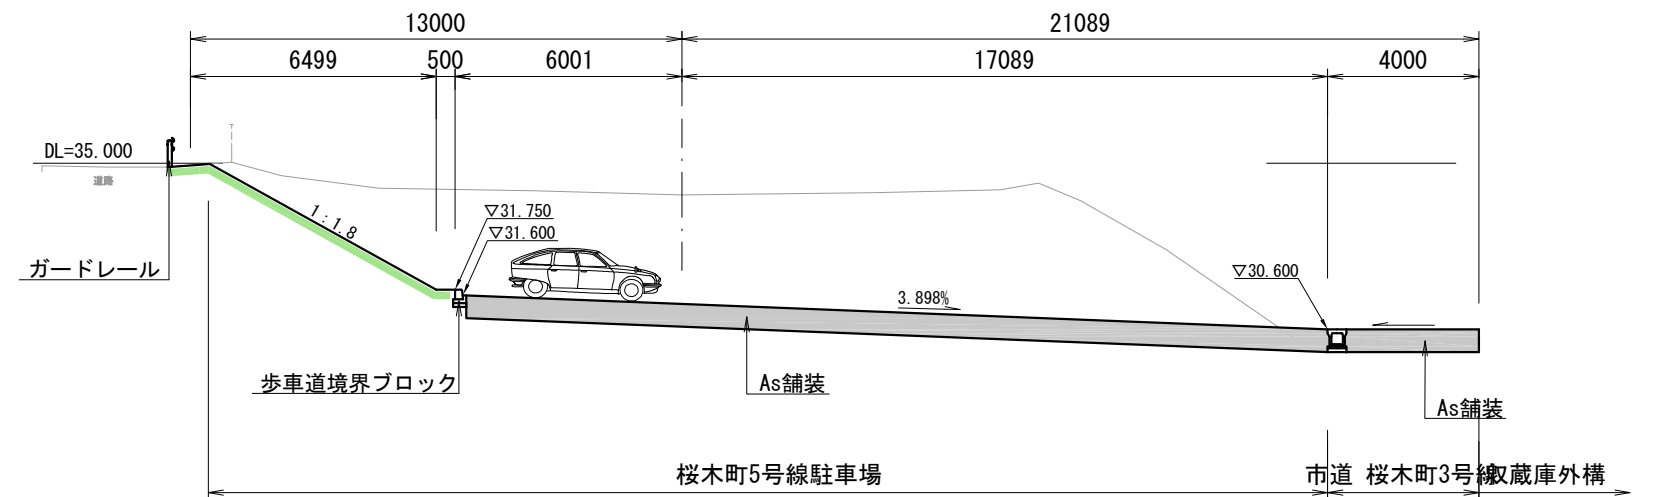 13000
21089
6499
500
6001
17089
4000
DL=35.000
道路
1:1.8
▽31.750
▽31.600
ガードレール
▽30.600
3.898%
歩車道境界ブロック
As舗装
As舗装
桜木町5号線駐車場
市道 桜木町3号線
収蔵庫外構